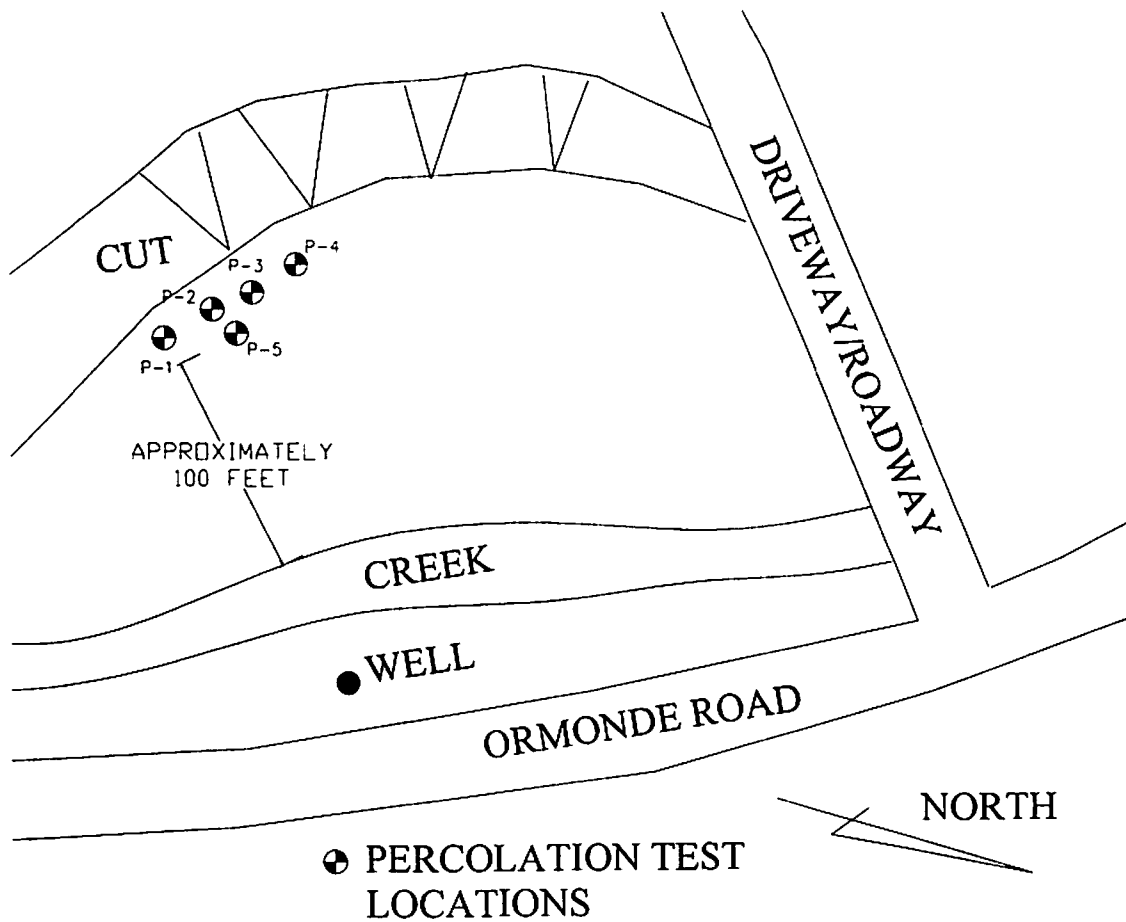 DRIVEWAY/ROADWAY
CUT
P-4
P-3
P-2
P-5
P-1
APPROXIMATELY
100 FEET
CREEK
WELL
ORMONDE ROAD
NORTH
PERCOLATION TEST
LOCATIONS